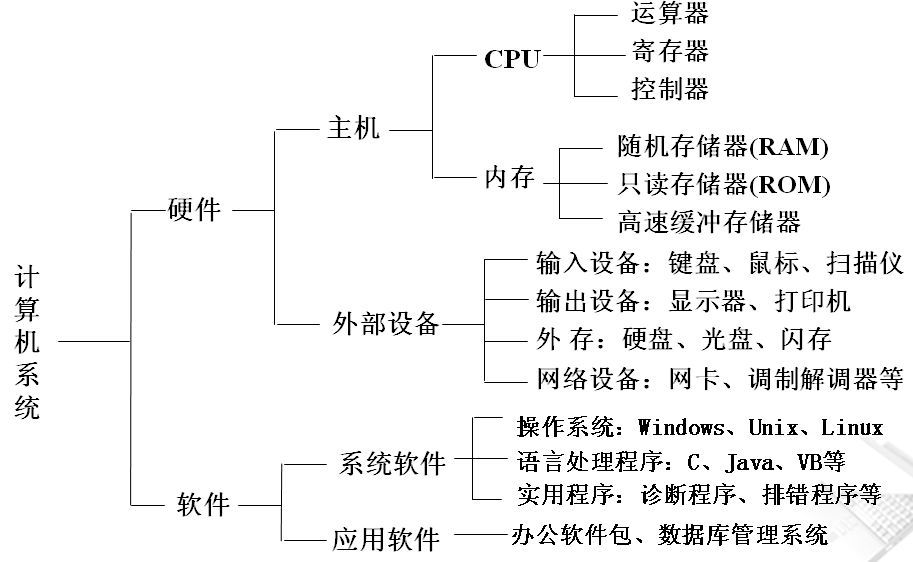 计算机系统
硬件
主机
CPU
运算器
寄存器
控制器
内存
随机存储器(RAM)
只读存储器(ROM)
高速缓冲存储器
外部设备
输入设备：键盘、鼠标、扫描仪
输出设备：显示器、打印机
外 存：硬盘、光盘、闪存
网络设备：网卡、调制解调器等
软件
系统软件
操作系统：Windows、Unix、Linux
语言处理程序：C、Java、VB等
实用程序：诊断程序、排错程序等
应用软件
办公软件包、数据库管理系统